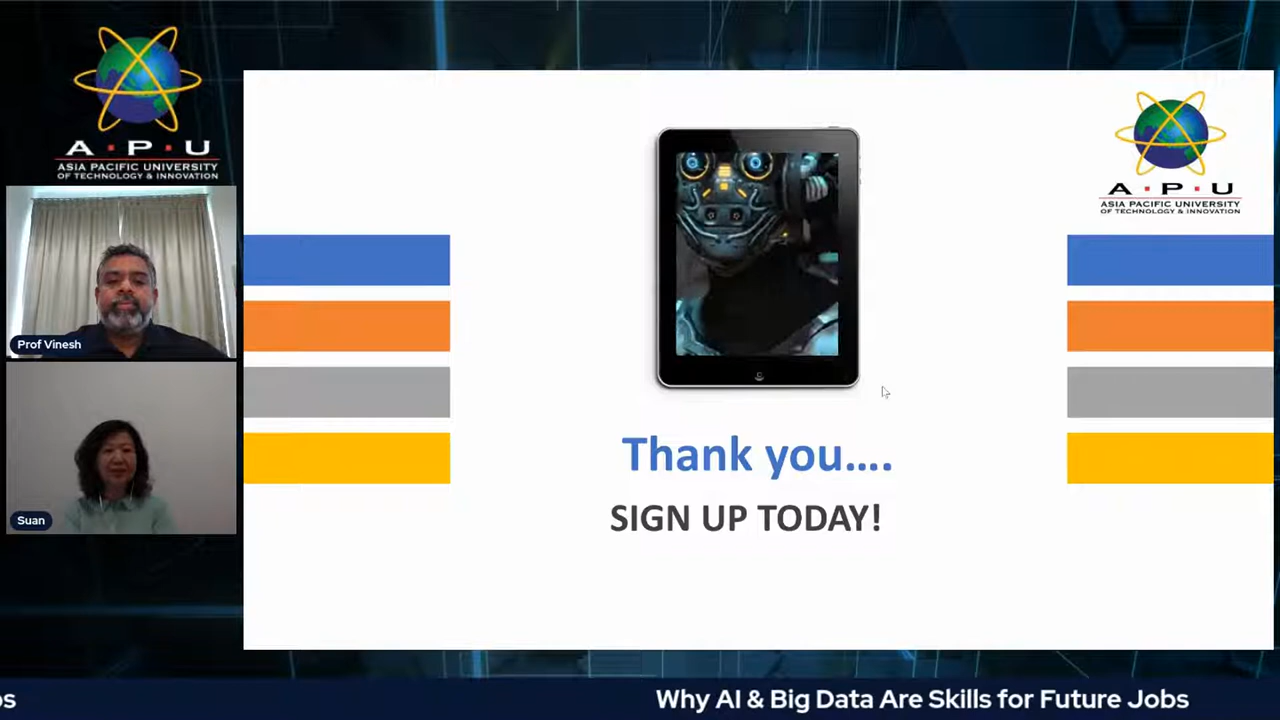 A·P·U
ASIA PACIFIC UNIVERSITY
OF TECHNOLOGY & INNOVATION
Prof Vinesh
Suan
A·P·U
ASIA PACIFIC UNIVERSITY
OF TECHNOLOGY & INNOVATION
Thank you....
SIGN UP TODAY!
Why AI & Big Data Are Skills for Future Jobs